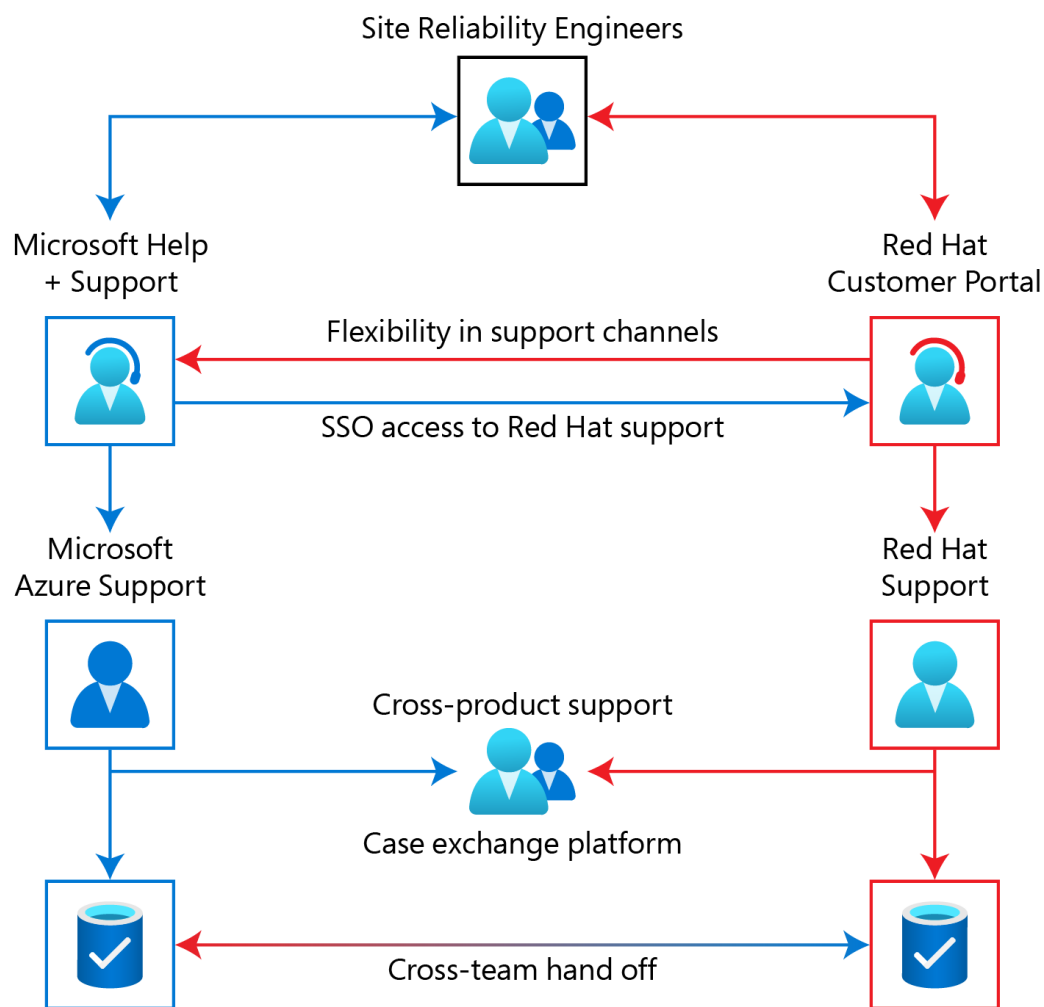 Site Reliability Engineers
Microsoft Help
+ Support
Red Hat
Customer Portal
Flexibility in support channels
SSO access to Red Hat support
Microsoft
Azure Support
Red Hat
Support
Cross-product support
Case exchange platform
Cross-team hand off